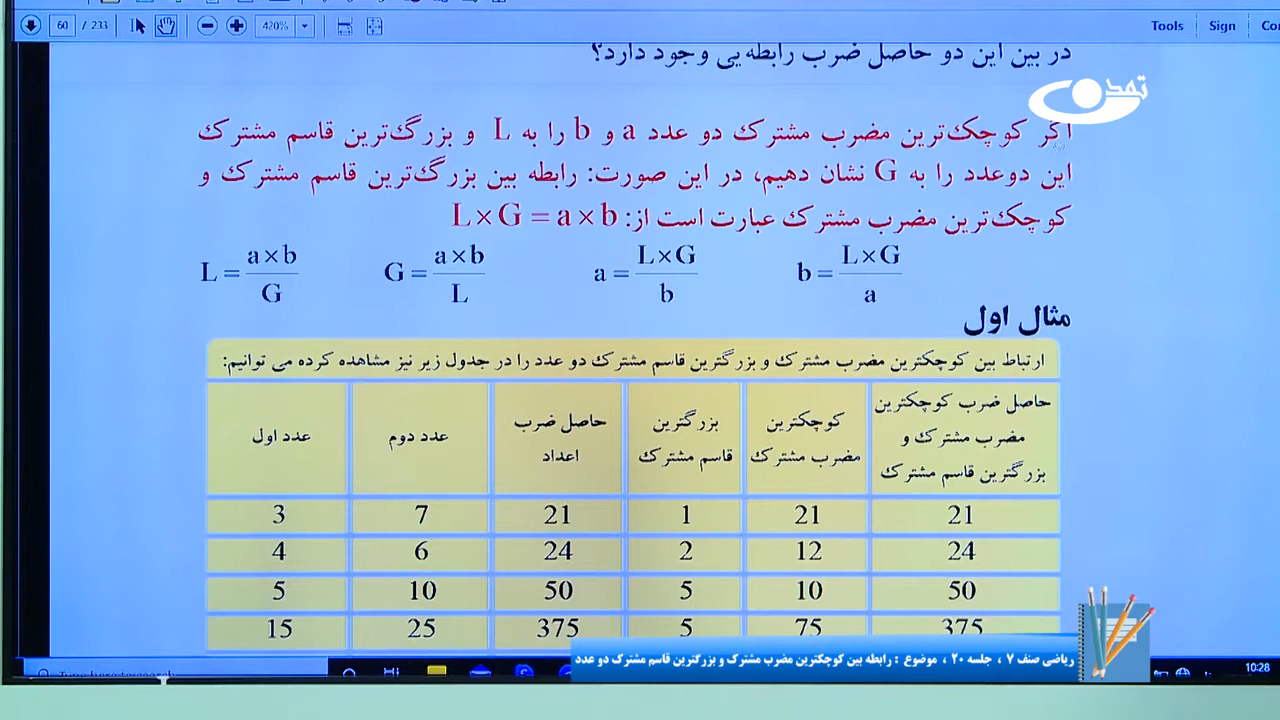 60 / 233
420%
Tools
Sign
در بین این دو حاصل ضرب رابطه یی وجود دارد؟
تمدن
اگر کوچک‌ترین مضرب مشترک دو عدد a و b را به L و بزرگ‌ترین قاسم مشترک
این دوعدد را به G نشان دهیم، در این صورت: رابطه بین بزرگ‌ترین قاسم مشترک و
کوچک‌ترین مضرب مشترک عبارت است از: L×G = a×b
L = a×b / G G = a×b / L a = L×G / b b = L×G / a
مثال اول
ارتباط بین کوچکترین مضرب مشترک و بزرگترین قاسم مشترک دو عدد را در جدول زیر نیز مشاهده کرده می توانیم:
عدد اول
عدد دوم
حاصل ضرب
اعداد
بزرگترین
قاسم مشترک
کوچکترین
مضرب مشترک
حاصل ضرب کوچکترین
مضرب مشترک و
بزرگترین قاسم مشترک
3 7 21 1 21 21
4 6 24 2 12 24
5 10 50 5 10 50
15 25 375 5 75 375
ریاضی صنف ۷ ، جلسه ۲۰ ، موضوع : رابطه بین کوچکترین مضرب مشترک و بزرگترین قاسم مشترک دو عدد
10:28